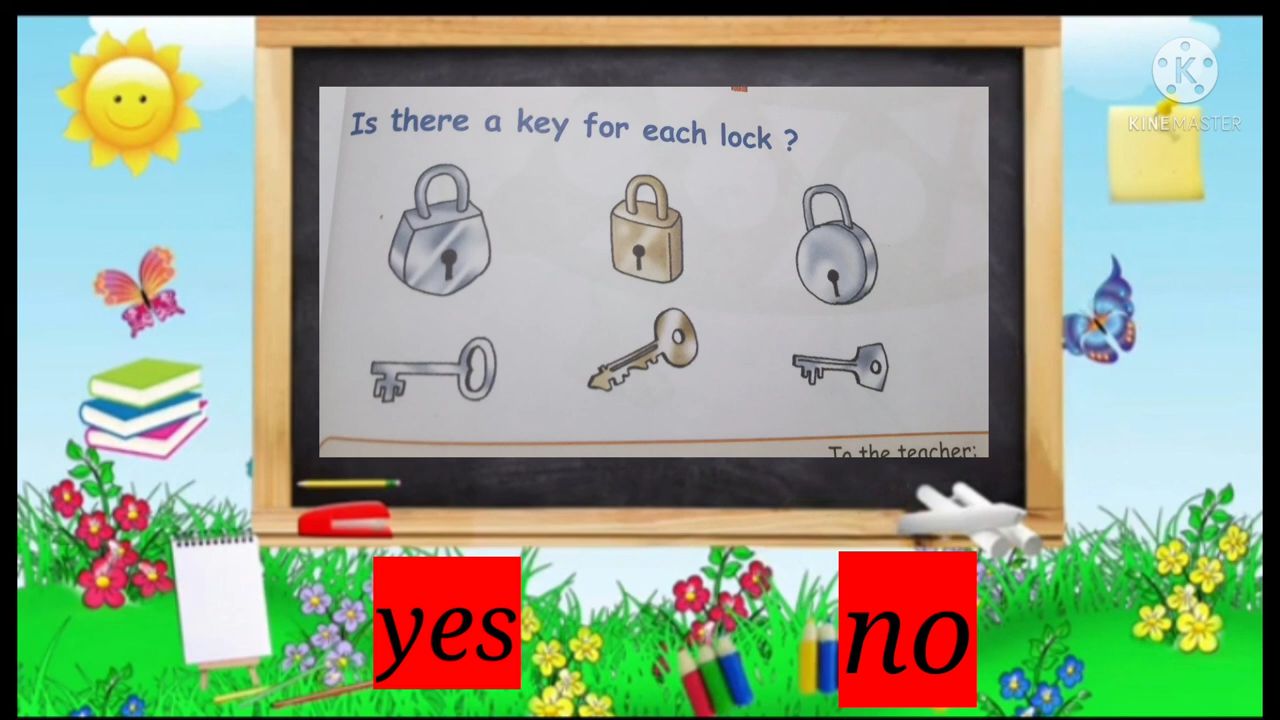 Is there a key for each lock ?
K
KINEMASTER
To the teacher:
yes
no